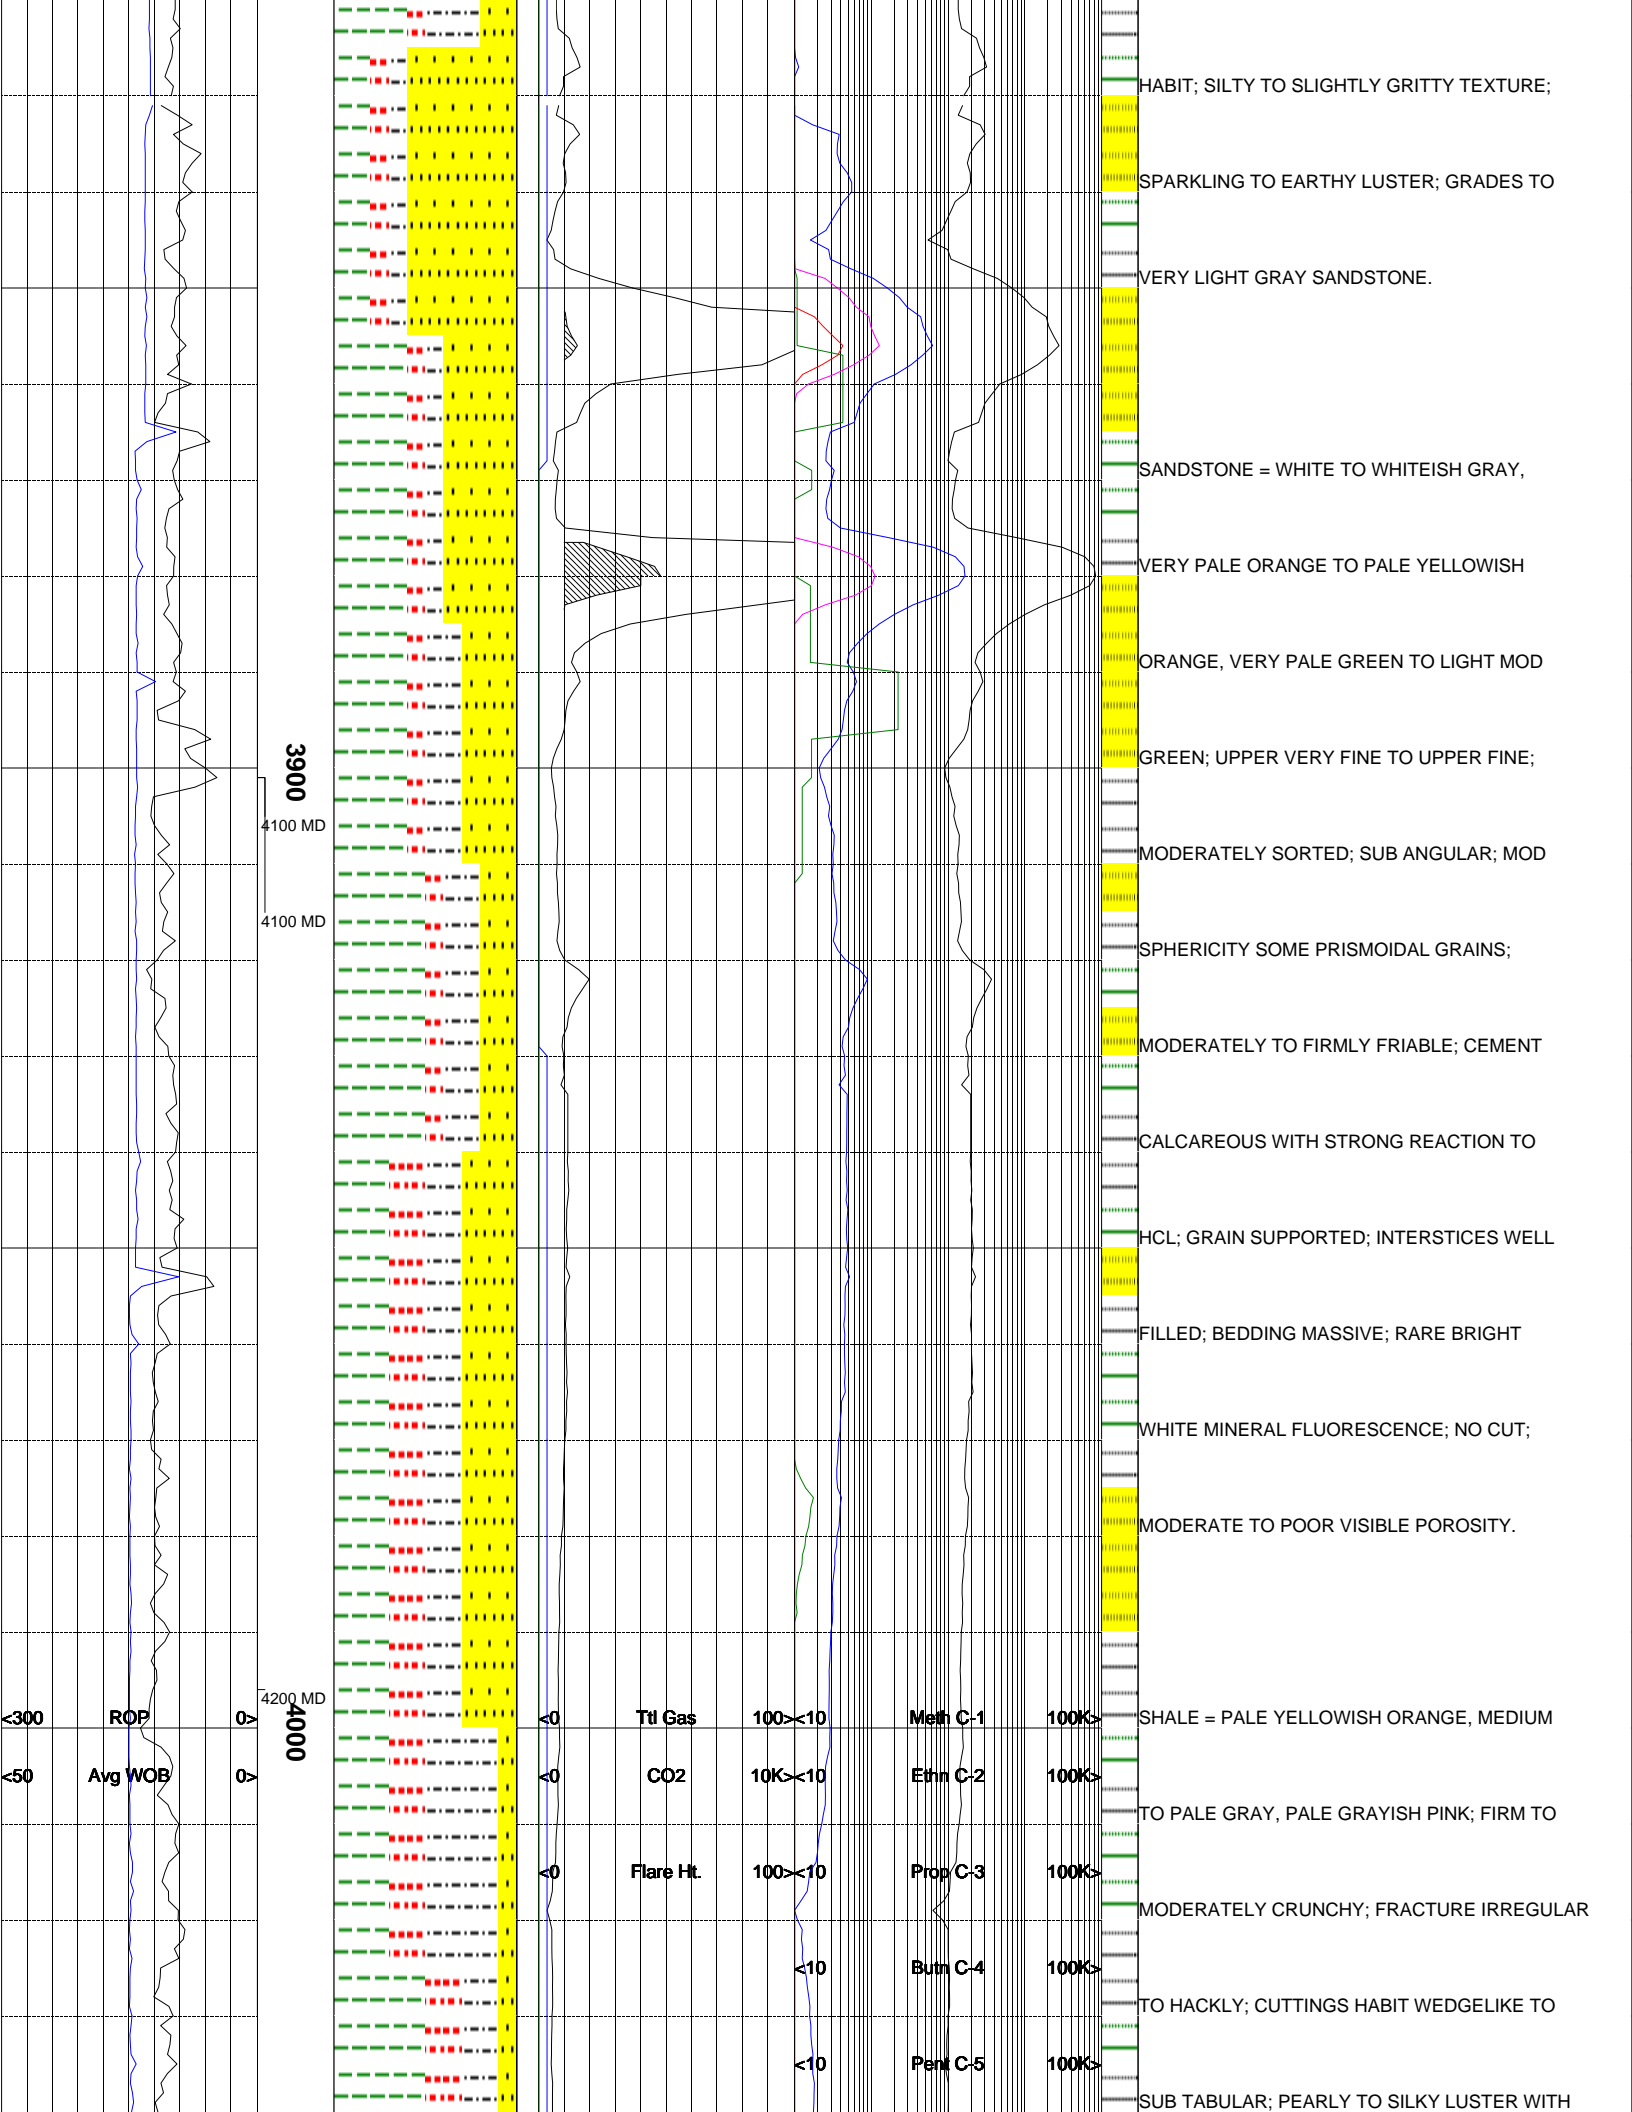 HABIT; SILTY TO SLIGHTLY GRITTY TEXTURE;
SPARKLING TO EARTHY LUSTER; GRADES TO
VERY LIGHT GRAY SANDSTONE.
SANDSTONE = WHITE TO WHITEISH GRAY,
VERY PALE ORANGE TO PALE YELLOWISH
ORANGE, VERY PALE GREEN TO LIGHT MOD
GREEN; UPPER VERY FINE TO UPPER FINE;
3900
4100 MD
MODERATELY SORTED; SUB ANGULAR; MOD
4100 MD
SPHERICITY SOME PRISMOIDAL GRAINS;
MODERATELY TO FIRMLY FRIABLE; CEMENT
CALCAREOUS WITH STRONG REACTION TO
HCL; GRAIN SUPPORTED; INTERSTICES WELL
FILLED; BEDDING MASSIVE; RARE BRIGHT
WHITE MINERAL FLUORESCENCE; NO CUT;
MODERATE TO POOR VISIBLE POROSITY.
4200 MD
4000
<300 ROP 0> <0 Ttl Gas 100> <10 Meth C-1 100K> SHALE = PALE YELLOWISH ORANGE, MEDIUM
<50 Avg WOB 0> <0 CO2 10K> <10 Ethn C-2 100K>
TO PALE GRAY, PALE GRAYISH PINK; FIRM TO
<0 Flare Ht. 100> <10 Prop C-3 100K>
MODERATELY CRUNCHY; FRACTURE IRREGULAR
<10 Butn C-4 100K>
TO HACKLY; CUTTINGS HABIT WEDGELIKE TO
<10 Pent C-5 100K>
SUB TABULAR; PEARLY TO SILKY LUSTER WITH